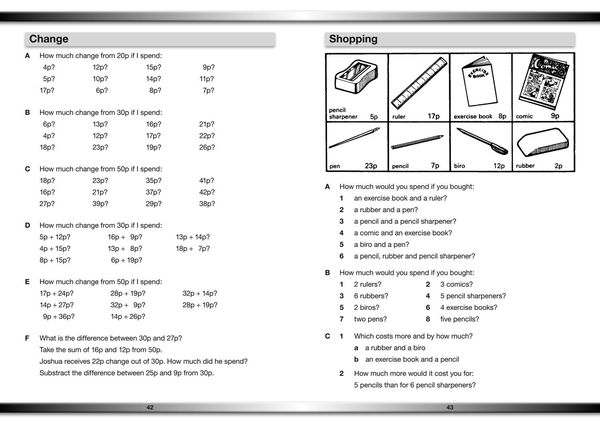 Change
A How much change from 20p if I spend:
4p? 12p? 15p? 9p?
5p? 10p? 14p? 11p?
17p? 6p? 8p? 7p?
B How much change from 30p if I spend:
6p? 13p? 16p? 21p?
4p? 12p? 17p? 22p?
18p? 23p? 19p? 26p?
C How much change from 50p if I spend:
18p? 23p? 35p? 41p?
16p? 21p? 37p? 42p?
27p? 39p? 29p? 38p?
D How much change from 30p if I spend:
5p + 12p? 16p + 9p? 13p + 14p?
4p + 15p? 13p + 8p? 18p + 7p?
8p + 15p? 6p + 19p?
E How much change from 50p if I spend:
17p + 24p? 28p + 19p? 32p + 14p?
14p + 27p? 32p + 9p? 28p + 19p?
9p + 36p? 14p + 26p?
F What is the difference between 30p and 27p?
Take the sum of 16p and 12p from 50p.
Joshua receives 22p change out of 30p. How much did he spend?
Substract the difference between 25p and 9p from 30p.
42
Shopping
EXERCISE BOOK
Comic
pencil sharpener 5p
ruler 17p
exercise book 8p
comic 9p
pen 23p
pencil 7p
biro 12p
rubber 2p
A How much would you spend if you bought:
1 an exercise book and a ruler?
2 a rubber and a pen?
3 a pencil and a pencil sharpener?
4 a comic and an exercise book?
5 a biro and a pen?
6 a pencil, rubber and pencil sharpener?
B How much would you spend if you bought:
1 2 rulers? 2 3 comics?
3 6 rubbers? 4 5 pencil sharpeners?
5 2 biros? 6 4 exercise books?
7 two pens? 8 five pencils?
C 1 Which costs more and by how much?
a a rubber and a biro
b an exercise book and a pencil
2 How much more would it cost you for:
5 pencils than for 6 pencil sharpeners?
43